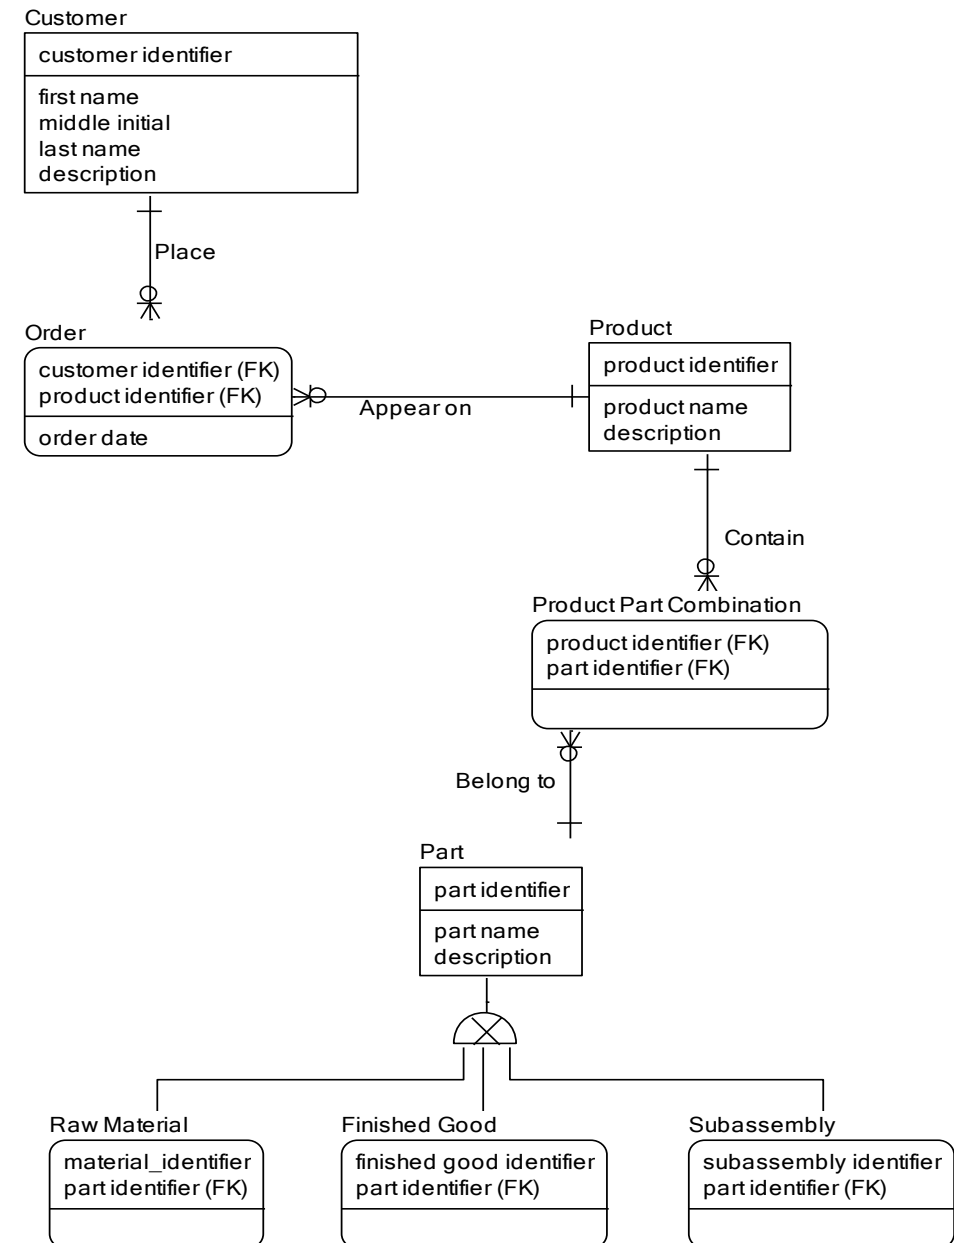 Customer
customer identifier
first name
middle initial
last name
description
Place
Order
customer identifier (FK)
product identifier (FK)
order date
Appear on
Product
product identifier
product name
description
Contain
Product Part Combination
product identifier (FK)
part identifier (FK)
Belong to
Part
part identifier
part name
description
Raw Material
material_identifier
part identifier (FK)
Finished Good
finished good identifier
part identifier (FK)
Subassembly
subassembly identifier
part identifier (FK)